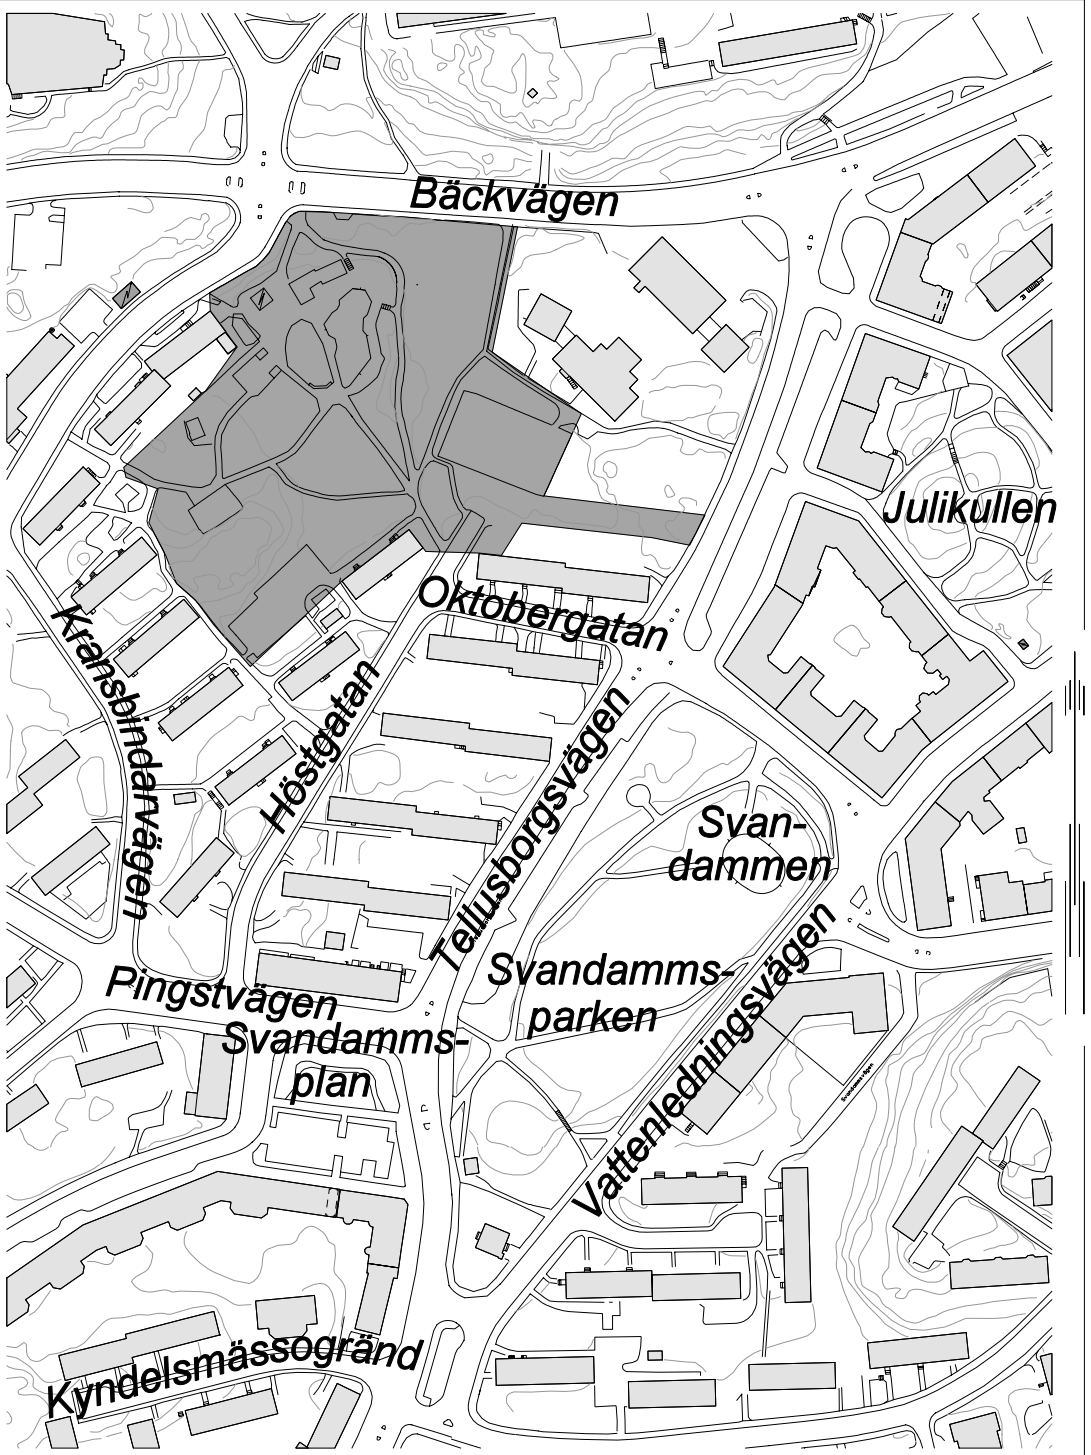 Bäckvägen
Julikullen
Oktobergatan
Kransbindarvägen
Höstgatan
Tellusborgsvägen
Svan-
dammen
Svandamms-
parken
Pingstvägen
Svandamms-
plan
Vattenledningsvägen
Kyndelsmässogränd